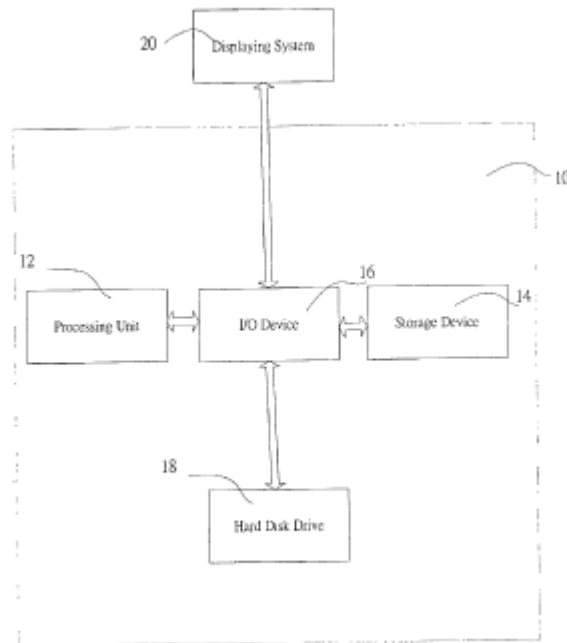 20
Displaying System
10
12
16
14
Processing Unit
I/O Device
Storage Device
18
Hard Disk Drive